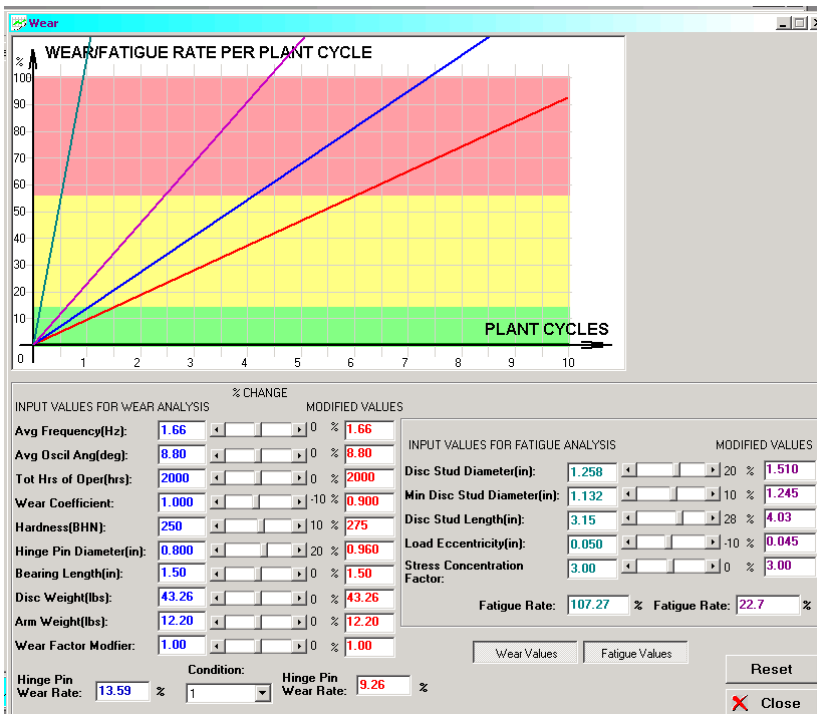 Wear
WEAR/FATIGUE RATE PER PLANT CYCLE
%
100
90
80
70
60
50
40
30
20
10
PLANT CYCLES
0 1 2 3 4 5 6 7 8 9 10
% CHANGE
INPUT VALUES FOR WEAR ANALYSIS MODIFIED VALUES
Avg Frequency(Hz): 1.66 0 % 1.66
Avg Oscil Ang(deg): 8.80 0 % 8.80
Tot Hrs of Oper(hrs): 2000 0 % 2000
Wear Coefficient: 1.000 -10 % 0.900
Hardness(BHN): 250 10 % 275
Hinge Pin Diameter(in): 0.800 20 % 0.960
Bearing Length(in): 1.50 0 % 1.50
Disc Weight(lbs): 43.26 0 % 43.26
Arm Weight(lbs): 12.20 0 % 12.20
Wear Factor Modfier: 1.00 0 % 1.00
Hinge Pin
Wear Rate: 13.59 %
Condition:
1
Hinge Pin
Wear Rate: 9.26 %
INPUT VALUES FOR FATIGUE ANALYSIS MODIFIED VALUES
Disc Stud Diameter(in): 1.258 20 % 1.510
Min Disc Stud Diameter(in): 1.132 10 % 1.245
Disc Stud Length(in): 3.15 28 % 4.03
Load Eccentricity(in): 0.050 -10 % 0.045
Stress Concentration
Factor: 3.00 0 % 3.00
Fatigue Rate: 107.27 % Fatigue Rate: 22.7 %
Wear Values Fatigue Values
Reset
Close